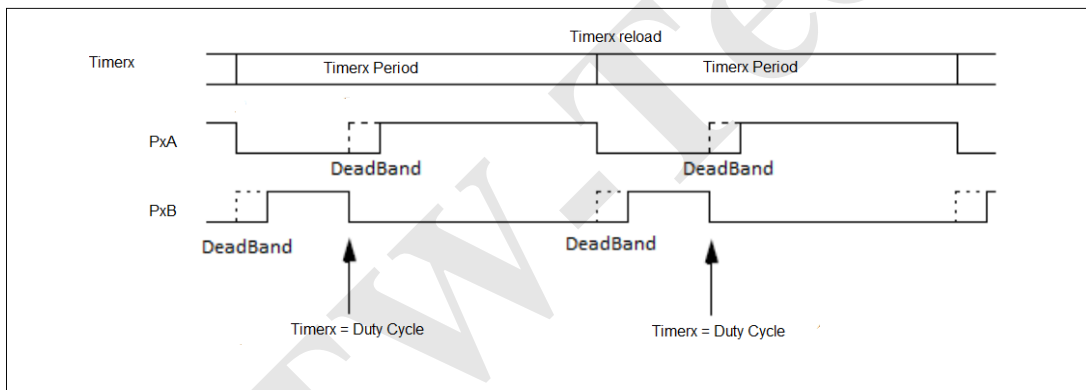 Timerx reload
Timerx
Timerx Period
Timerx Period
PxA
DeadBand
DeadBand
PxB
DeadBand
DeadBand
Timerx = Duty Cycle
Timerx = Duty Cycle